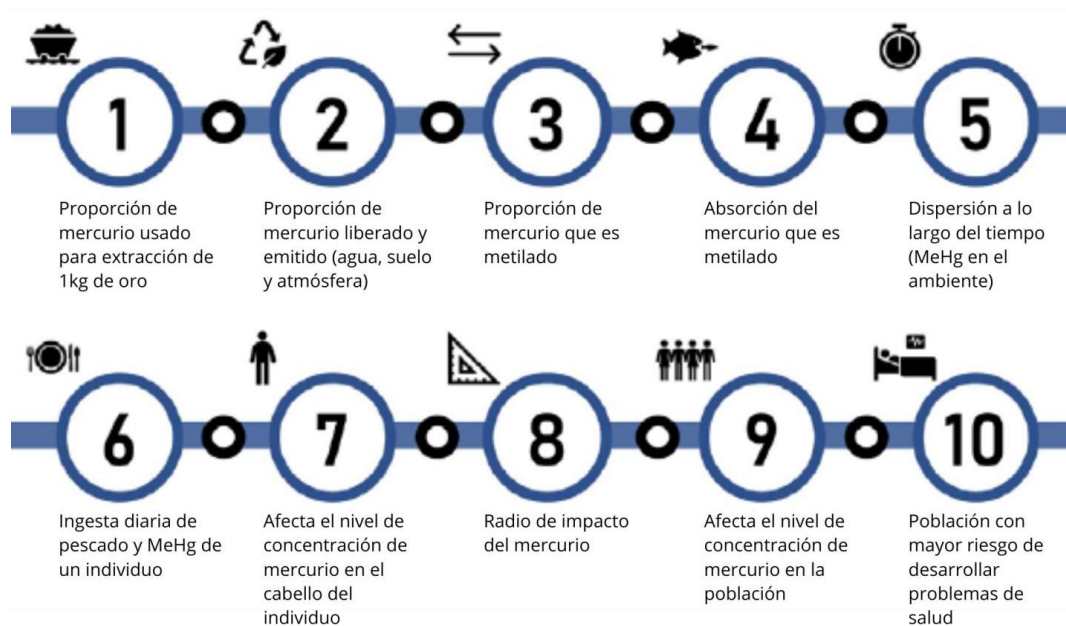 1
2
3
4
5
Proporción de
mercurio usado
para extracción de
1kg de oro
Proporción de
mercurio liberado y
emitido (agua, suelo
y atmósfera)
Proporción de
mercurio que es
metilado
Absorción del
mercurio que es
metilado
Dispersión a lo
largo del tiempo
(MeHg en el
ambiente)
6
7
8
9
10
Ingesta diaria de
pescado y MeHg de
un individuo
Afecta el nivel de
concentración de
mercurio en el
cabello del
individuo
Radio de impacto
del mercurio
Afecta el nivel de
concentración de
mercurio en la
población
Población con
mayor riesgo de
desarrollar
problemas de
salud